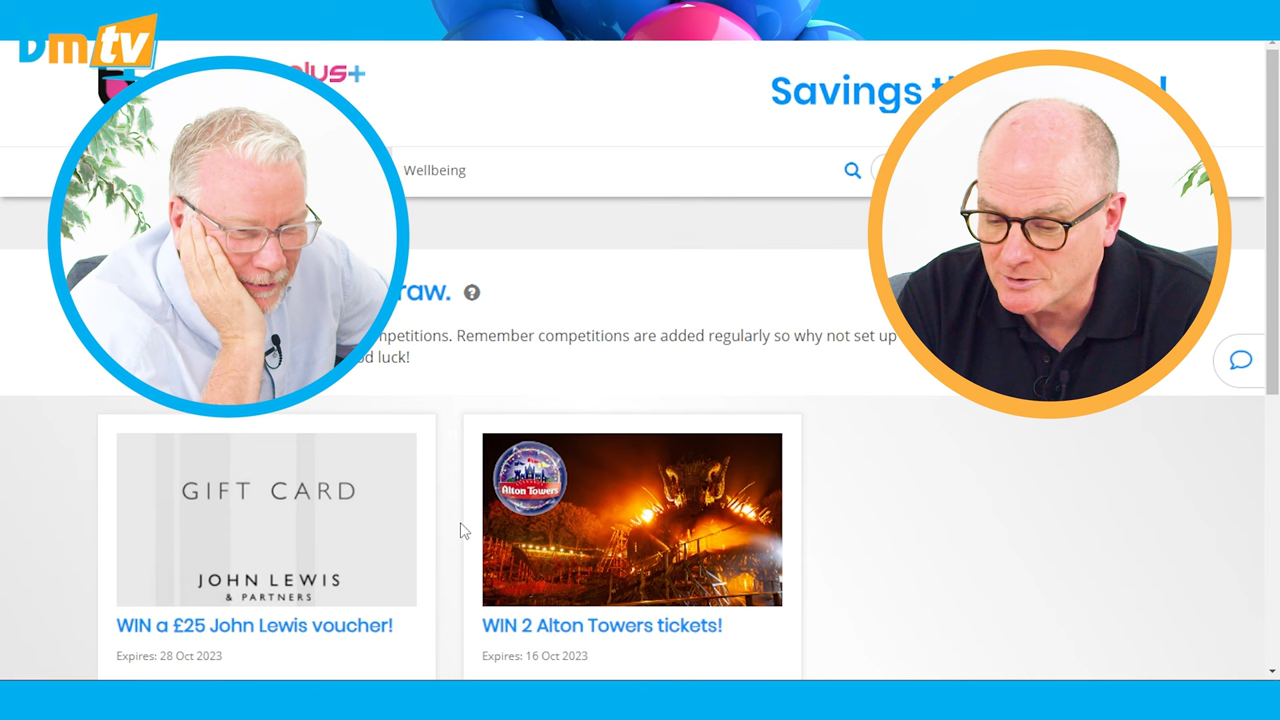 Dmtv
plus+
Savings
Wellbeing
raw.
mpetitions. Remember competitions are added regularly so why not set up
od luck!
GIFT CARD
JOHN LEWIS
& PARTNERS
Alton Towers
WIN a £25 John Lewis voucher!
WIN 2 Alton Towers tickets!
Expires: 28 Oct 2023
Expires: 16 Oct 2023